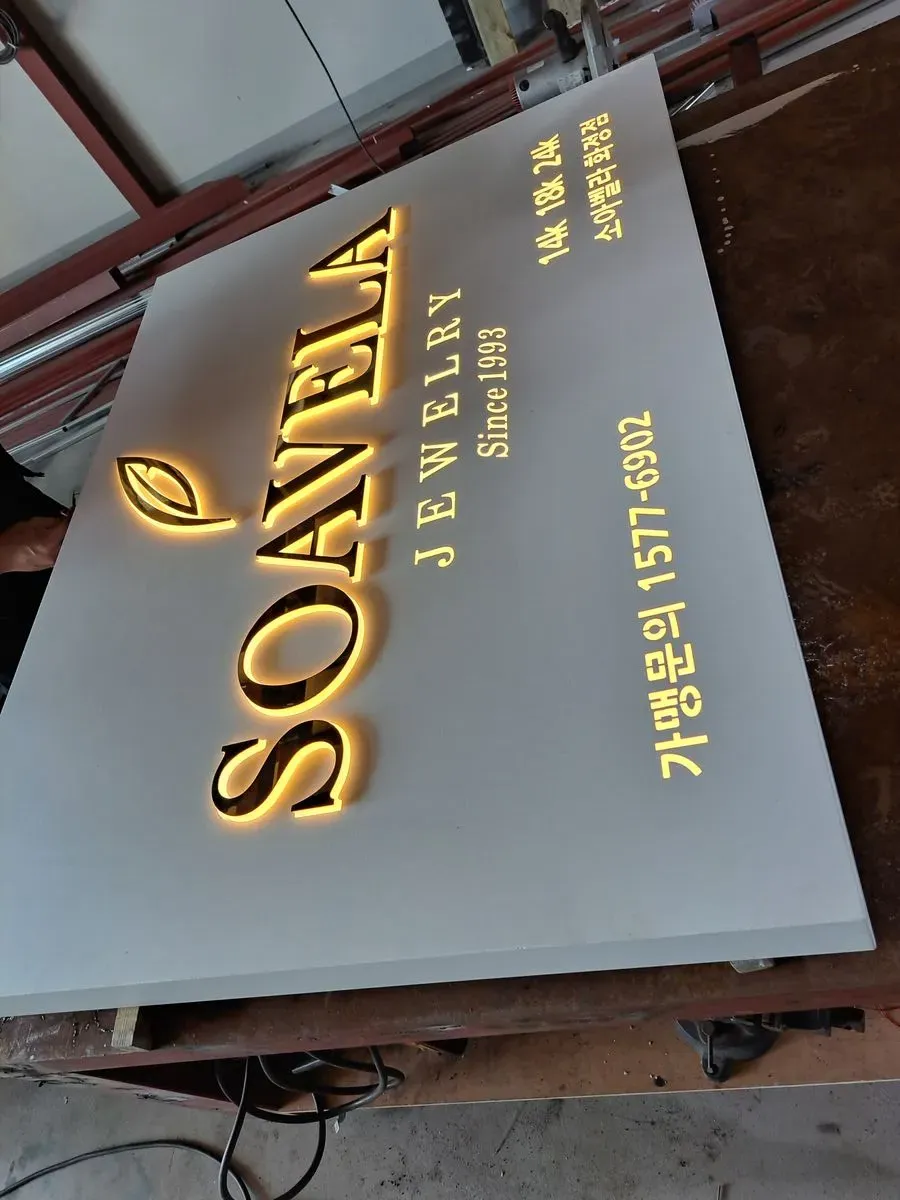 SOAVELA
JEWELRY
Since 1993
14k 18k 24k
소아벨라 화정점
가맹문의 1577-6902